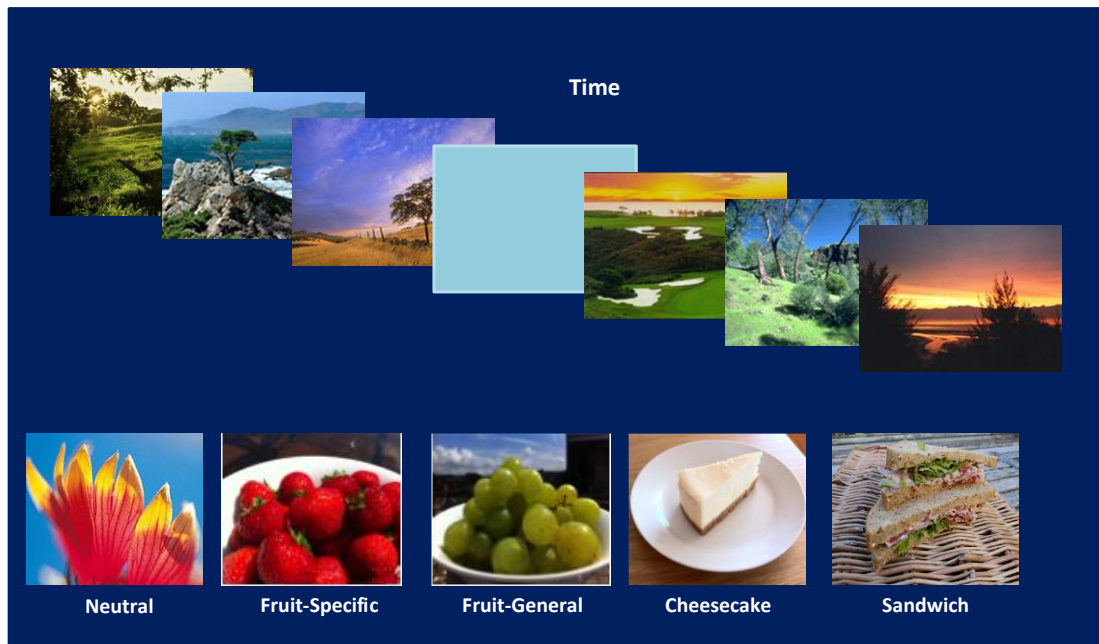 Time
Neutral
Fruit-Specific
Fruit-General
Cheesecake
Sandwich